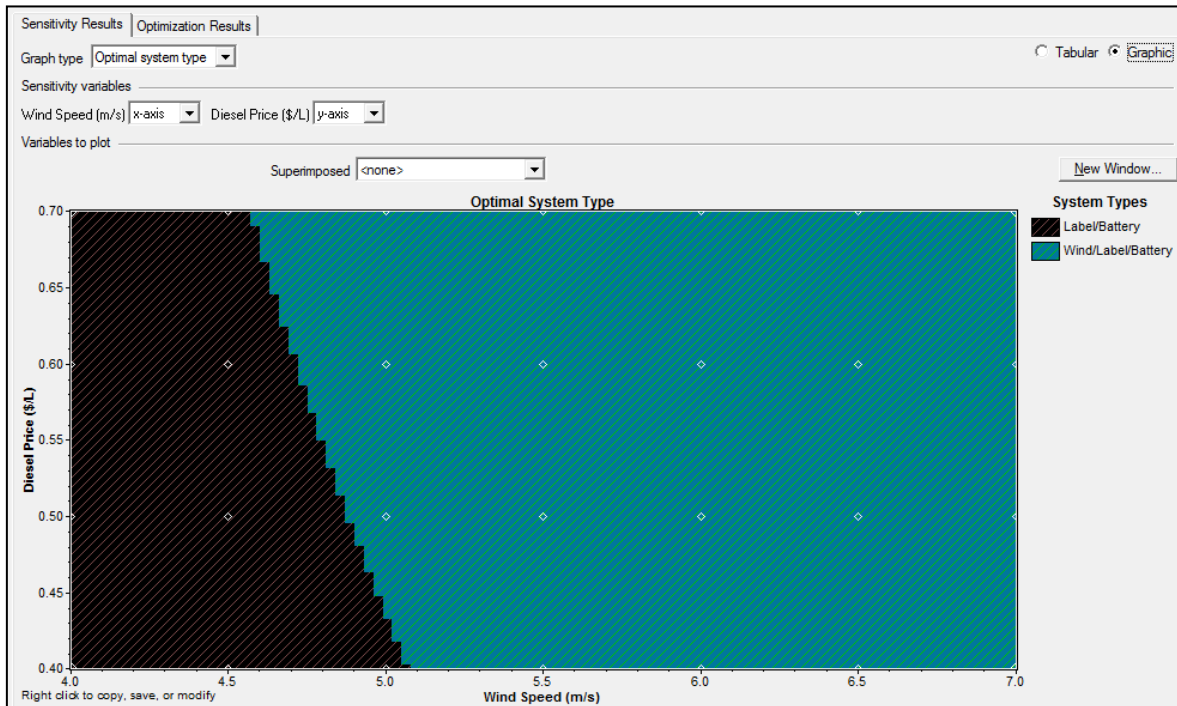 Sensitivity Results Optimization Results
Graph type Optimal system type Tabular Graphic
Sensitivity variables
Wind Speed (m/s) x-axis Diesel Price ($/L) y-axis
Variables to plot
Superimposed <none> New Window...
Optimal System Type System Types
Label/Battery
Wind/Label/Battery
0.70
0.65
0.60
0.55
0.50
0.45
0.40
Diesel Price ($/L)
4.0 4.5 5.0 5.5 6.0 6.5 7.0
Right click to copy, save, or modify Wind Speed (m/s)